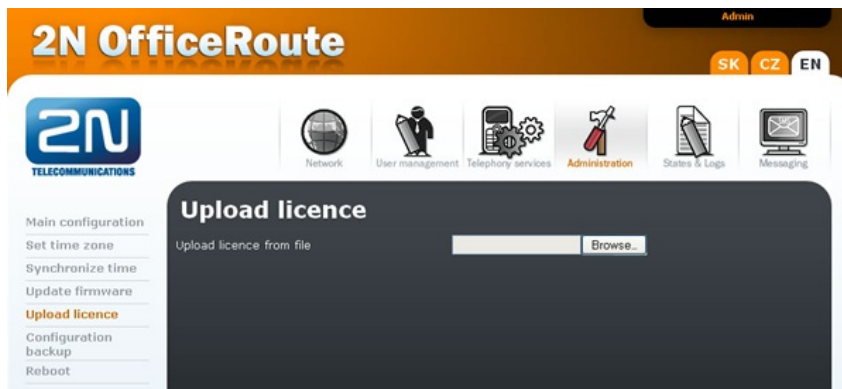 Admin
2N OfficeRoute
SK CZ EN
2N
TELECOMMUNICATIONS
Network User management Telephony services Administration States & Logs Messaging
Main configuration
Set time zone
Synchronize time
Update firmware
Upload licence
Configuration
backup
Reboot
Upload licence
Upload licence from file Browse...